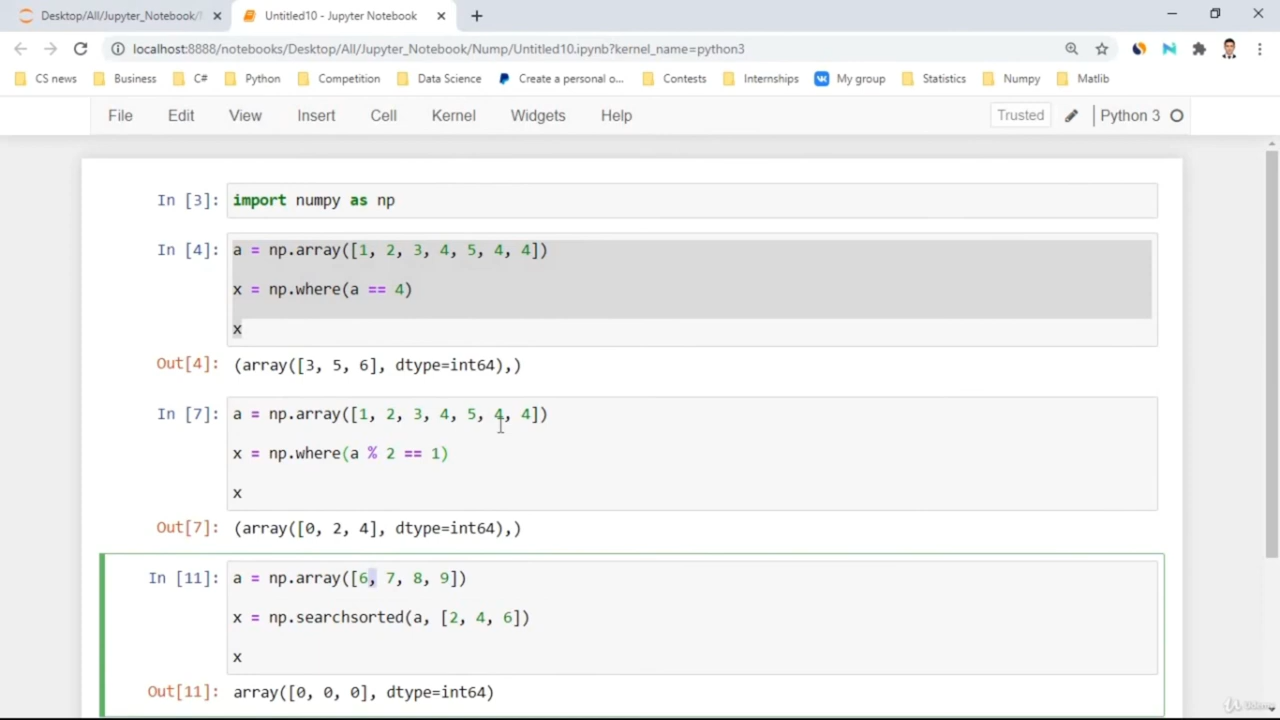 Desktop/All/Jupyter_Notebook/
Untitled10 - Jupyter Notebook
localhost:8888/notebooks/Desktop/All/Jupyter_Notebook/Nump/Untitled10.ipynb?kernel_name=python3
CS news Business C# Python Competition Data Science Create a personal o... Contests Internships My group Statistics Numpy Matlib
File Edit View Insert Cell Kernel Widgets Help Trusted Python 3
In [3]: import numpy as np
In [4]: a = np.array([1, 2, 3, 4, 5, 4, 4])
x = np.where(a == 4)
x
Out[4]: (array([3, 5, 6], dtype=int64),)
In [7]: a = np.array([1, 2, 3, 4, 5, 4, 4])
x = np.where(a % 2 == 1)
x
Out[7]: (array([0, 2, 4], dtype=int64),)
In [11]: a = np.array([6, 7, 8, 9])
x = np.searchsorted(a, [2, 4, 6])
x
Out[11]: array([0, 0, 0], dtype=int64)